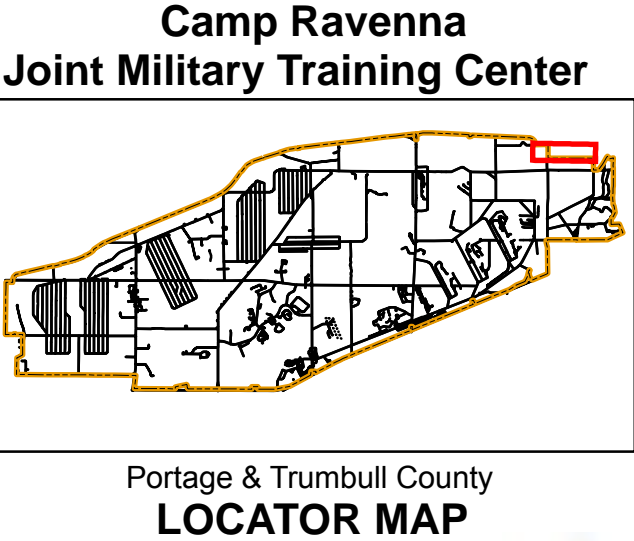 Camp Ravenna
Joint Military Training Center
Portage & Trumbull County
LOCATOR MAP